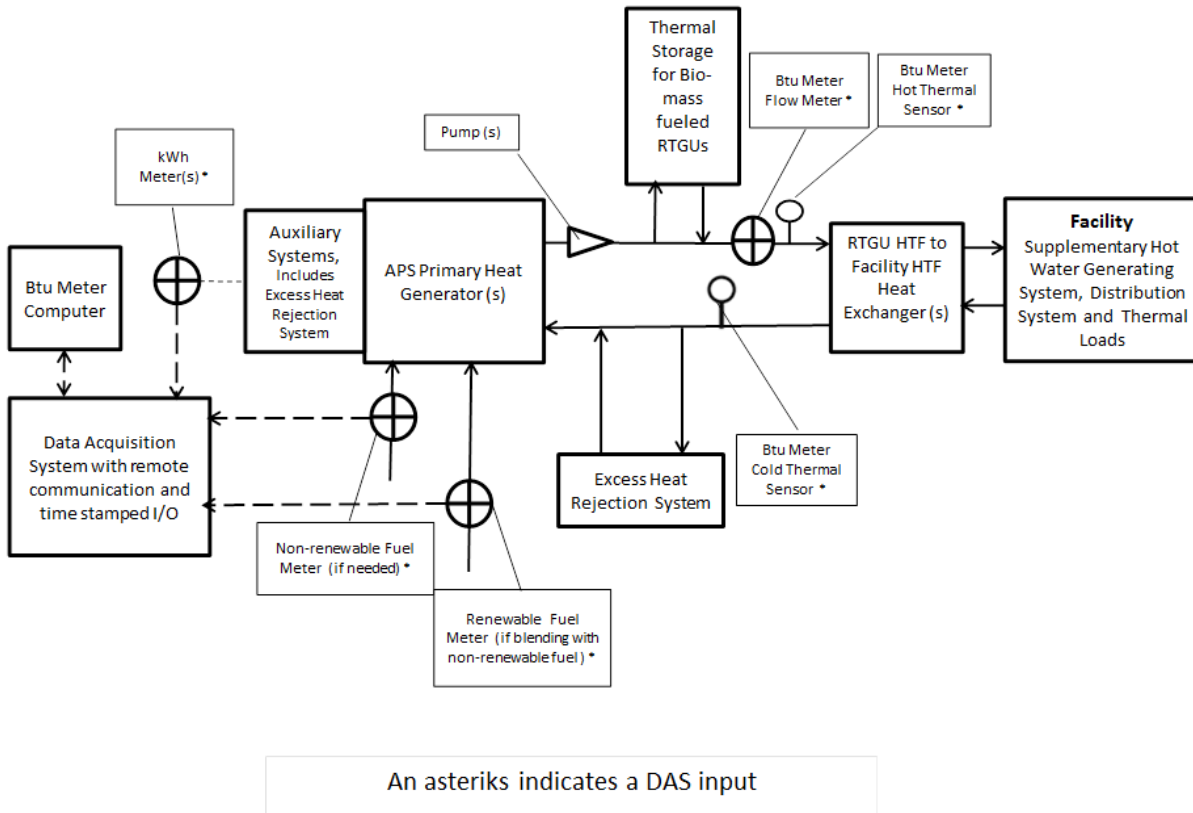 Thermal
Storage
for Bio-
mass
fueled
RTGUs
Btu Meter
Flow Meter *
Btu Meter
Hot Thermal
Sensor *
Pump (s)
kWh
Meter(s) *
Auxiliary
Systems,
Includes
Excess Heat
Rejection
System
APS Primary Heat
Generator (s)
RTGU HTF to
Facility HTF
Heat
Exchanger (s)
Facility
Supplementary Hot
Water Generating
System, Distribution
System and Thermal
Loads
Btu Meter
Computer
Data Acquisition
System with remote
communication and
time stamped I/O
Excess Heat
Rejection System
Btu Meter
Cold Thermal
Sensor *
Non-renewable Fuel
Meter (if needed) *
Renewable Fuel
Meter (if blending with
non-renewable fuel) *
An asteriks indicates a DAS input